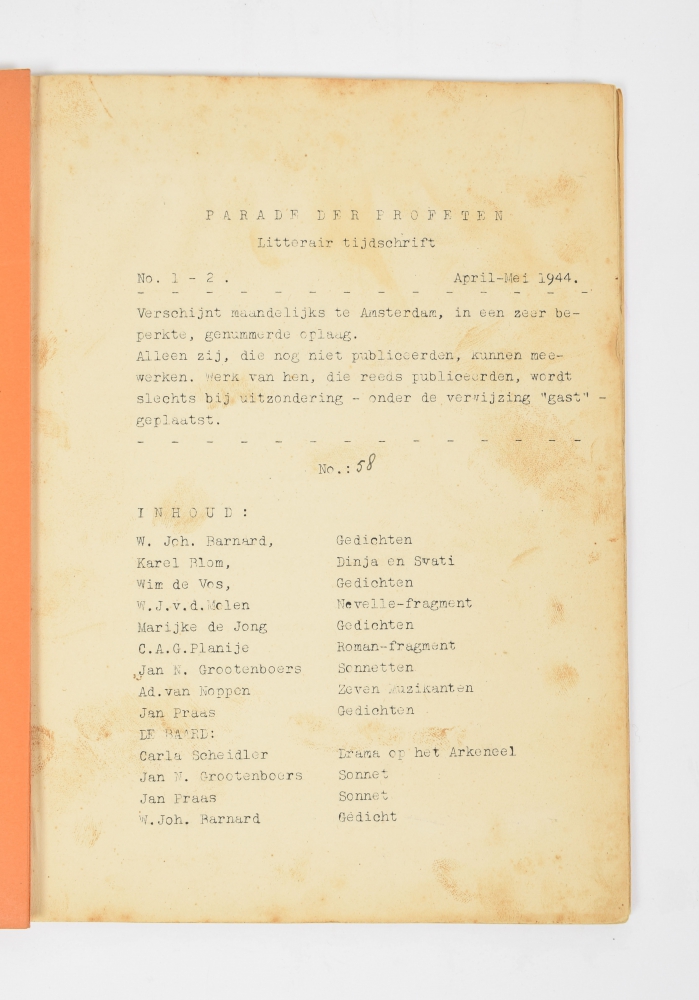 PARADE DER PROFETEN
Litterair tijdschrift
No. 1 - 2 . April-Mei 1944.
Verschijnt maandelijks te Amsterdam, in een zeer be-
perkte, genummerde oplaag.
Alleen zij, die nog niet publiceerden, kunnen mee-
werken. Werk van hen, die reeds publiceerden, wordt
slechts bij uitzondering - onder de verwijzing "gast" -
geplaatst.
No.: 58
INHOUD:
W. Joh. Barnard, Gedichten
Karel Blom, Dinja en Svati
Wim de Vos, Gedichten
W.J.v.d.Molen Novelle-fragment
Marijke de Jong Gedichten
C.A.G.Planije Roman-fragment
Jan N. Grootenboers Sonnetten
Ad.van Noppen Zeven muzikanten
Jan Praas Gedichten
DE BAARD:
Carla Scheidler Drama op het Arkeneel
Jan N. Grootenboers Sonnet
Jan Praas Sonnet
W.Joh. Barnard Gedicht